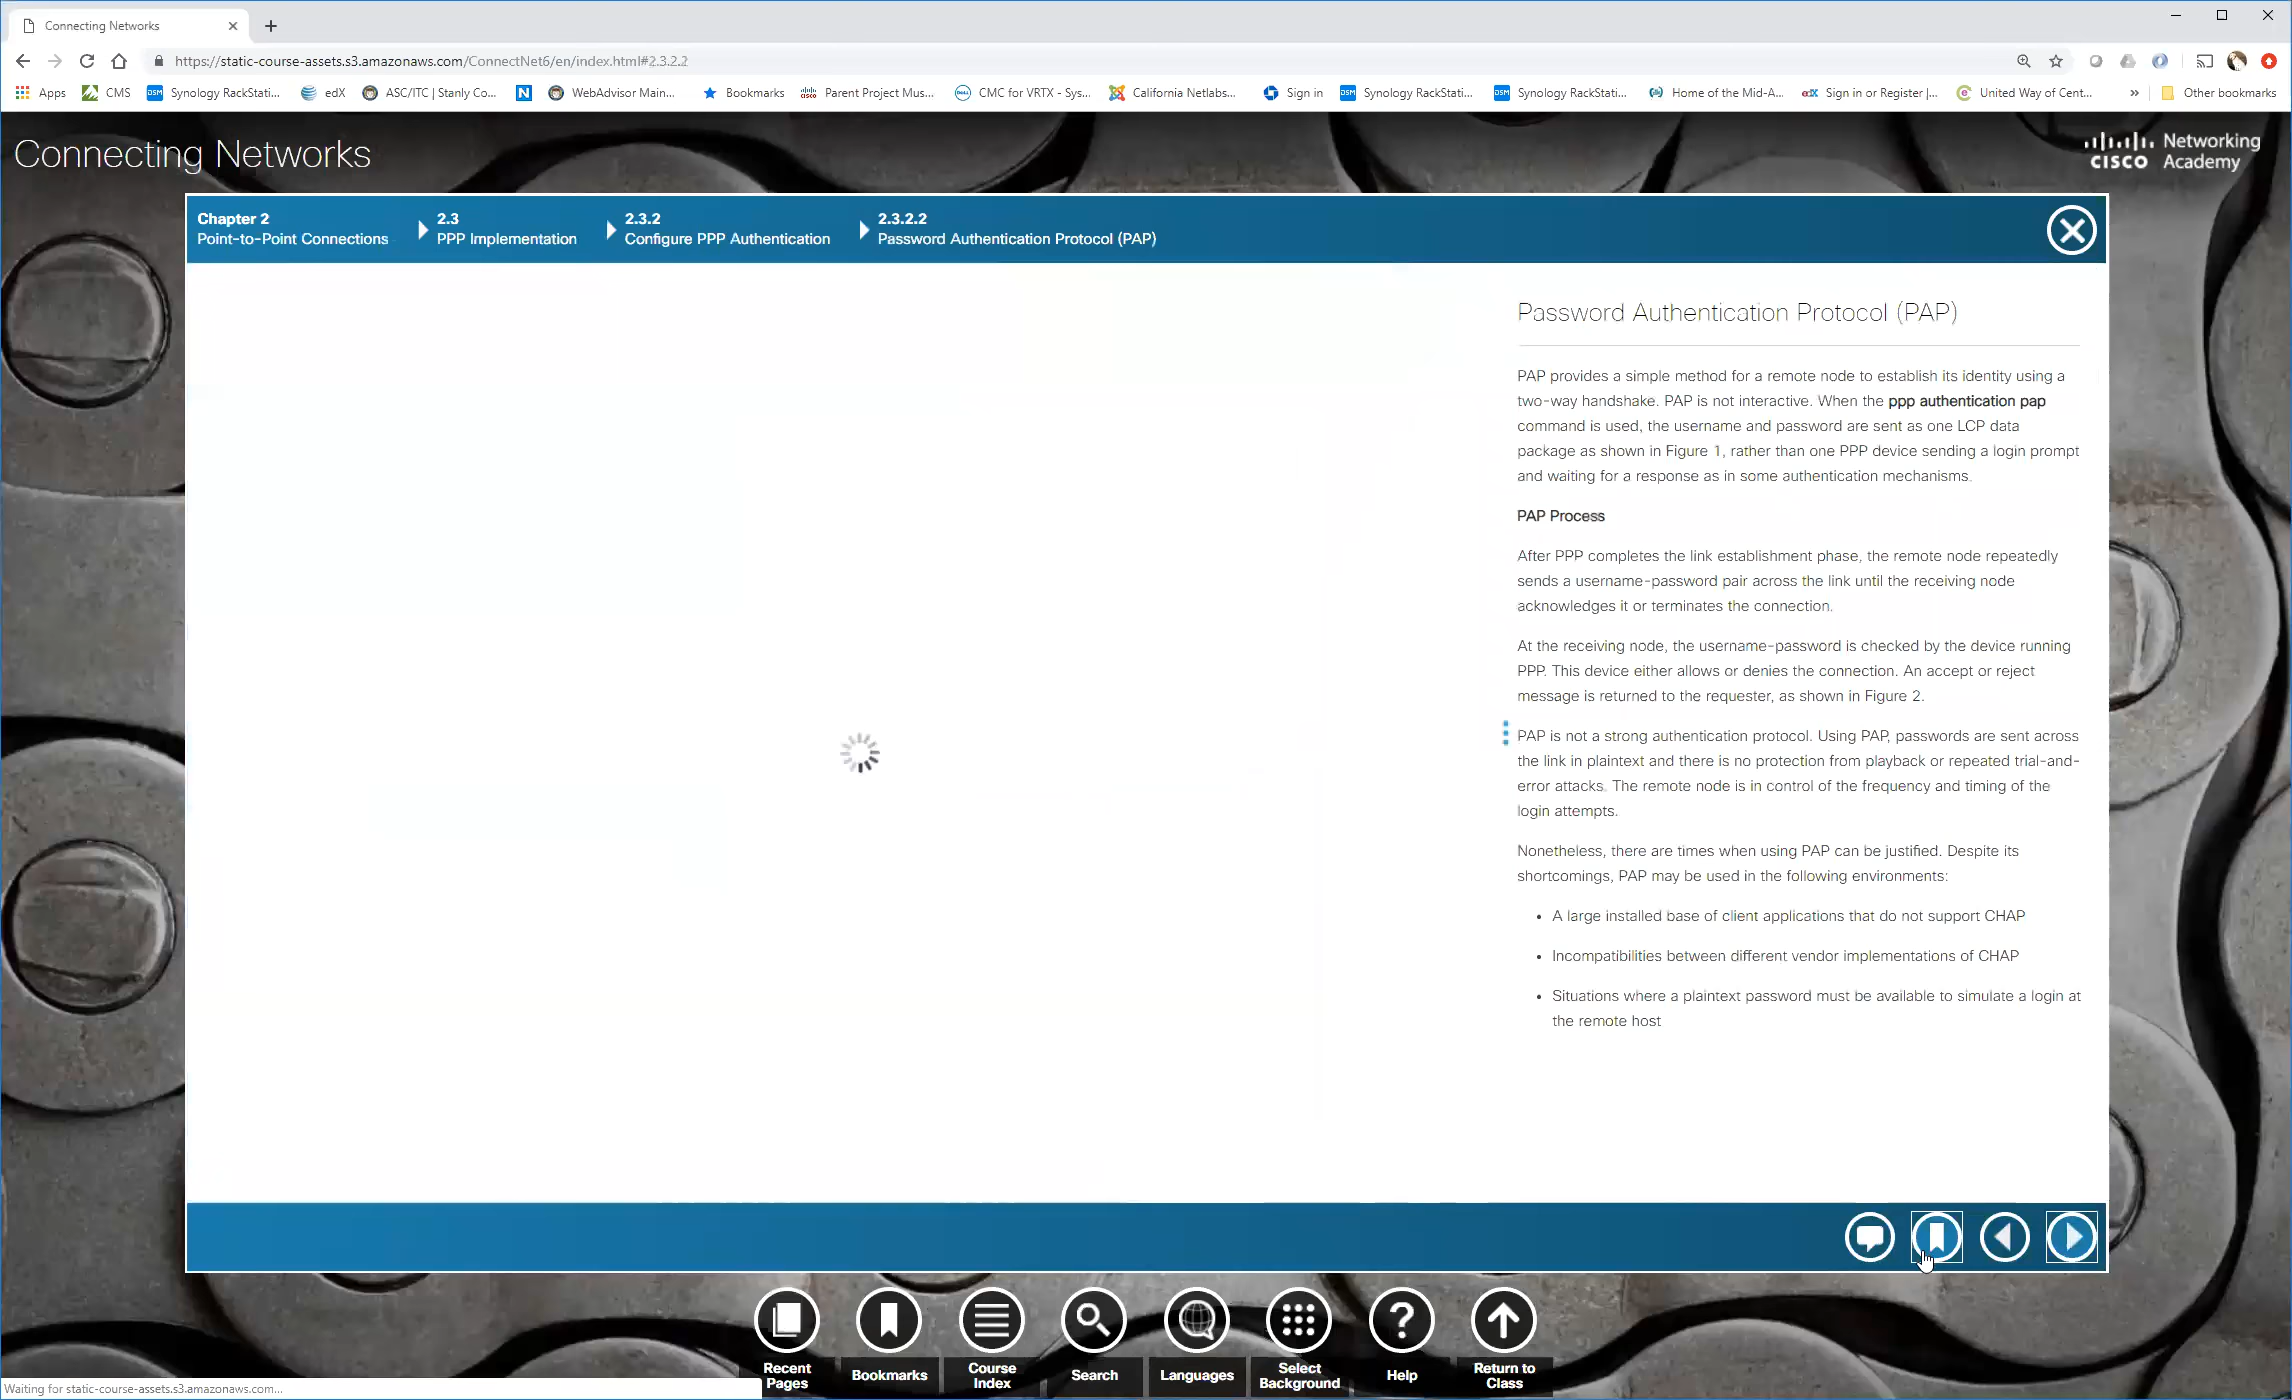 Connecting Networks
https://static-course-assets.s3.amazonaws.com/ConnectNet6/en/index.html#2.3.2.2
Apps
CMS
DSM
Synology RackStati...
edX
ASC/ITC | Stanly Co...
N
WebAdvisor Main...
Bookmarks
Parent Project Mus...
CMC for VRTX - Sys...
California Netlabs...
Sign in
DSM
Synology RackStati...
DSM
Synology RackStati...
Home of the Mid-A...
edX
Sign in or Register |...
United Way of Cent...
»
Other bookmarks
Connecting Networks
CISCO
Networking
Academy
Chapter 2
Point-to-Point Connections
2.3
PPP Implementation
2.3.2
Configure PPP Authentication
2.3.2.2
Password Authentication Protocol (PAP)
Password Authentication Protocol (PAP)
PAP provides a simple method for a remote node to establish its identity using a
two-way handshake. PAP is not interactive. When the ppp authentication pap
command is used, the username and password are sent as one LCP data
package as shown in Figure 1, rather than one PPP device sending a login prompt
and waiting for a response as in some authentication mechanisms.
PAP Process
After PPP completes the link establishment phase, the remote node repeatedly
sends a username-password pair across the link until the receiving node
acknowledges it or terminates the connection.
At the receiving node, the username-password is checked by the device running
PPP. This device either allows or denies the connection. An accept or reject
message is returned to the requester, as shown in Figure 2.
PAP is not a strong authentication protocol. Using PAP, passwords are sent across
the link in plaintext and there is no protection from playback or repeated trial-and-
error attacks. The remote node is in control of the frequency and timing of the
login attempts.
Nonetheless, there are times when using PAP can be justified. Despite its
shortcomings, PAP may be used in the following environments:
• A large installed base of client applications that do not support CHAP
• Incompatibilities between different vendor implementations of CHAP
• Situations where a plaintext password must be available to simulate a login at
the remote host
Recent
Pages
Bookmarks
Course
Index
Search
Languages
Select
Background
?
Help
Return to
Class
Waiting for static-course-assets.s3.amazonaws.com...